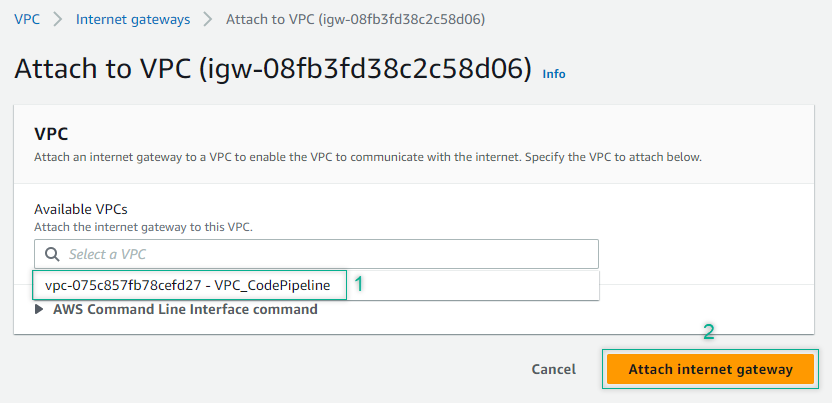 VPC > Internet gateways > Attach to VPC (igw-08fb3fd38c2c58d06)
Attach to VPC (igw-08fb3fd38c2c58d06) Info
VPC
Attach an internet gateway to a VPC to enable the VPC to communicate with the internet. Specify the VPC to attach below.
Available VPCs
Attach the internet gateway to this VPC.
Select a VPC
vpc-075c857fb78cefd27 - VPC_CodePipeline 1
AWS Command Line Interface command
2
Cancel Attach internet gateway